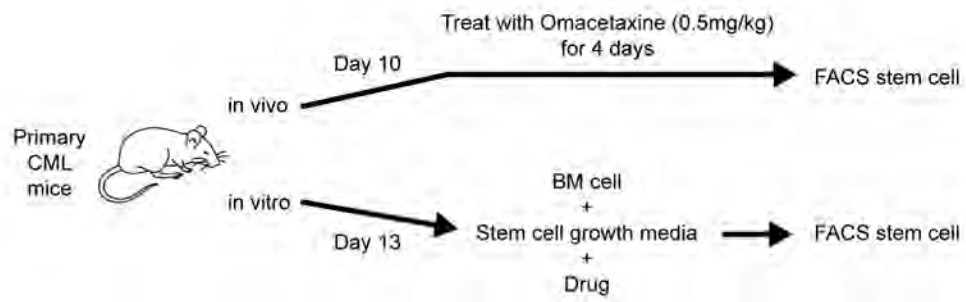 Treat with Omacetaxine (0.5mg/kg)
for 4 days
Day 10
FACS stem cell
in vivo
Primary
CML
mice
in vitro
Day 13
BM cell
+
Stem cell growth media
+
Drug
FACS stem cell